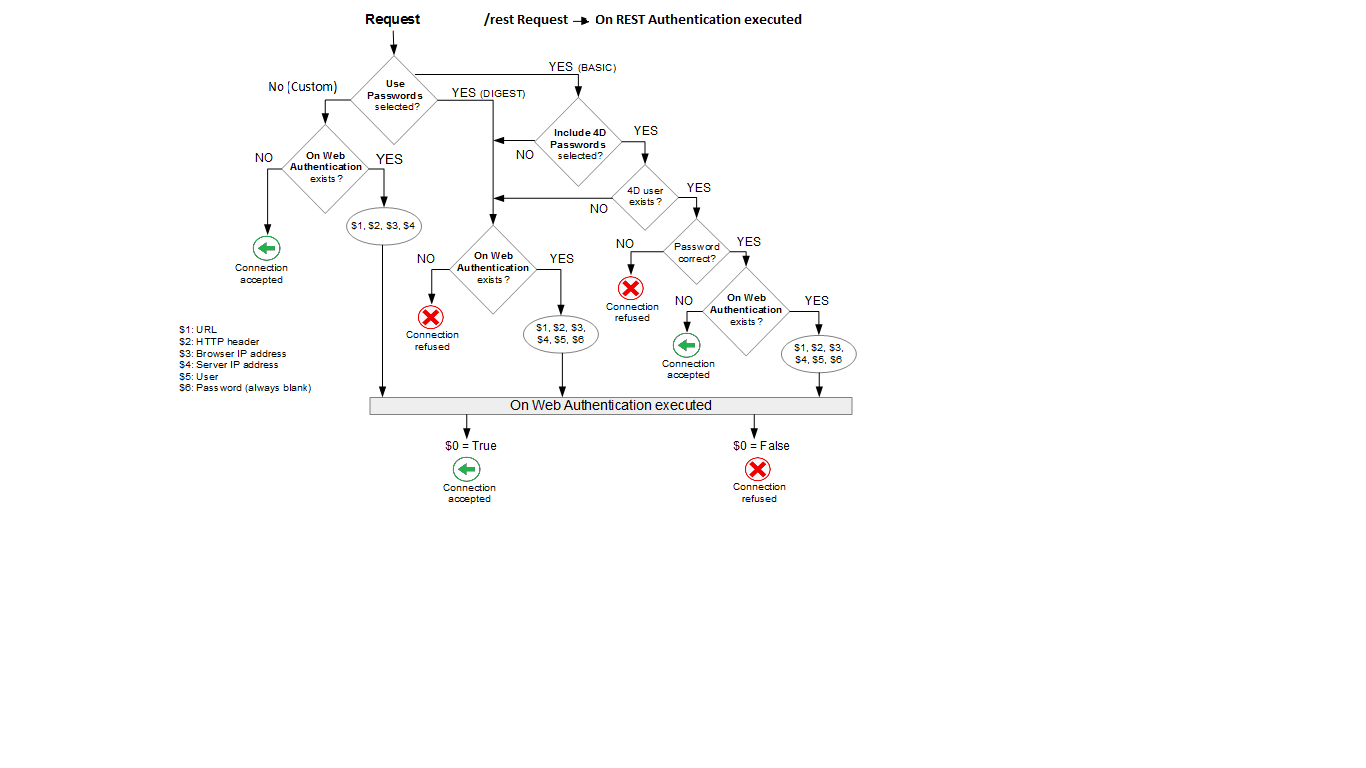 Request
/rest Request → On REST Authentication executed
YES (BASIC)
No (Custom)
Use
Passwords
selected?
YES (DIGEST)
Include 4D
Passwords
selected?
YES
NO
NO
On Web
Authentication
exists?
YES
4D user
exists?
YES
NO
$1, $2, $3, $4
Password
correct?
NO
YES
On Web
Authentication
exists?
NO
YES
Connection
accepted
Connection
refused
On Web
Authentication
exists?
NO
YES
Connection
refused
$1, $2, $3,
$4, $5, $6
$1, $2, $3,
$4, $5, $6
Connection
accepted
$1: URL
$2: HTTP header
$3: Browser IP address
$4: Server IP address
$5: User
$6: Password (always blank)
On Web Authentication executed
$0 = True
$0 = False
Connection
accepted
Connection
refused